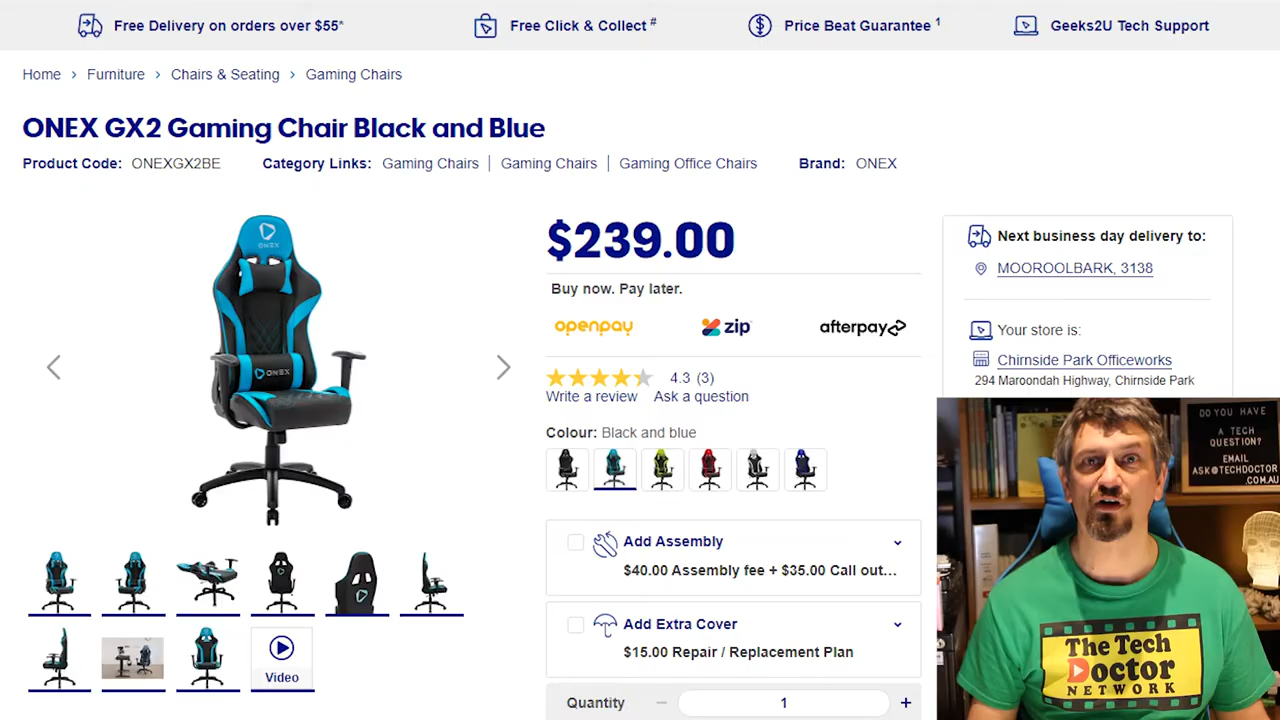 Free Delivery on orders over $55*
Free Click & Collect #
Price Beat Guarantee 1
Geeks2U Tech Support
Home > Furniture > Chairs & Seating > Gaming Chairs
ONEX GX2 Gaming Chair Black and Blue
Product Code: ONEXGX2BE
Category Links: Gaming Chairs | Gaming Chairs | Gaming Office Chairs
Brand: ONEX
ONEX
ONEX
$239.00
Buy now. Pay later.
openpay
zip
afterpay
4.3 (3)
Write a review
Ask a question
Colour: Black and blue
Add Assembly
$40.00 Assembly fee + $35.00 Call out...
Add Extra Cover
$15.00 Repair / Replacement Plan
Quantity − 1 +
Video
Next business day delivery to:
MOOROOLBARK, 3138
Your store is:
Chirnside Park Officeworks
294 Maroondah Highway, Chirnside Park
DO YOU HAVE
A TECH
QUESTION?
EMAIL
ASK@TECHDOCTOR
.COM.AU
The Tech
Doctor
NETWORK